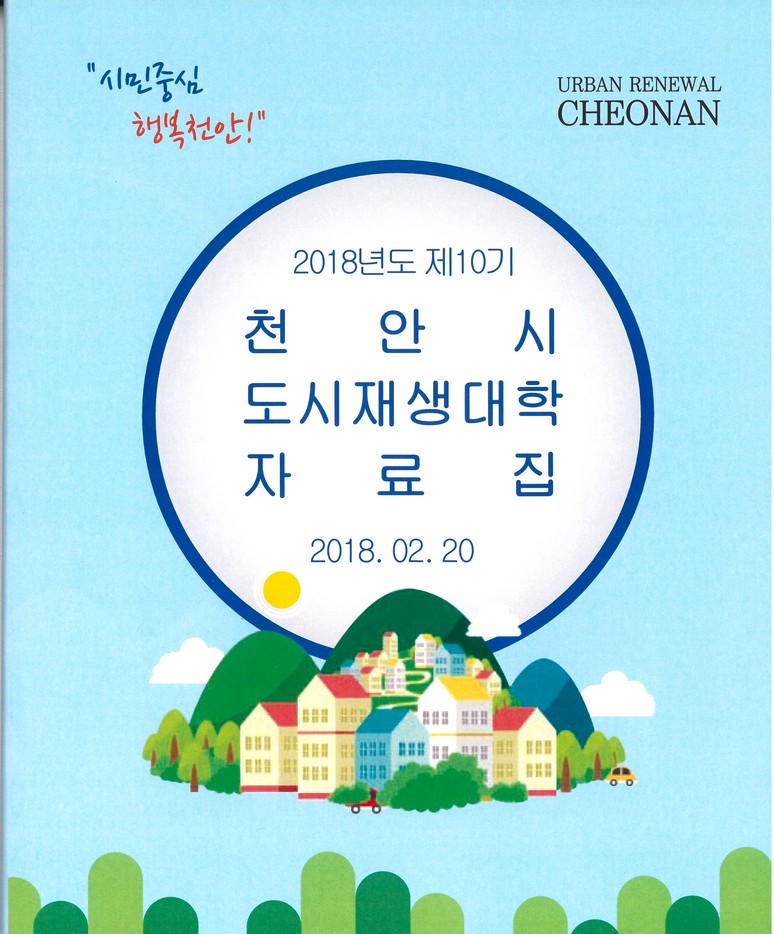 "시민중심
행복천안!"
URBAN RENEWAL
CHEONAN
2018년도 제10기
천 안 시
도시재생대학
자 료 집
2018. 02. 20